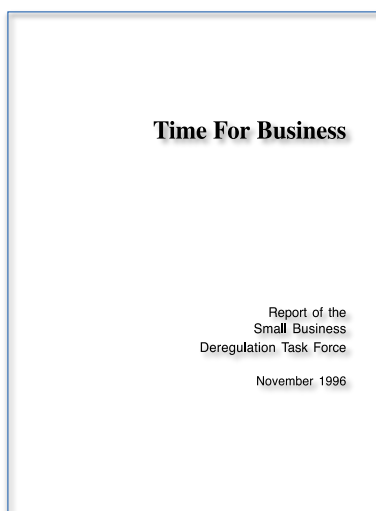 Time For Business
Report of the
Small Business
Deregulation Task Force
November 1996